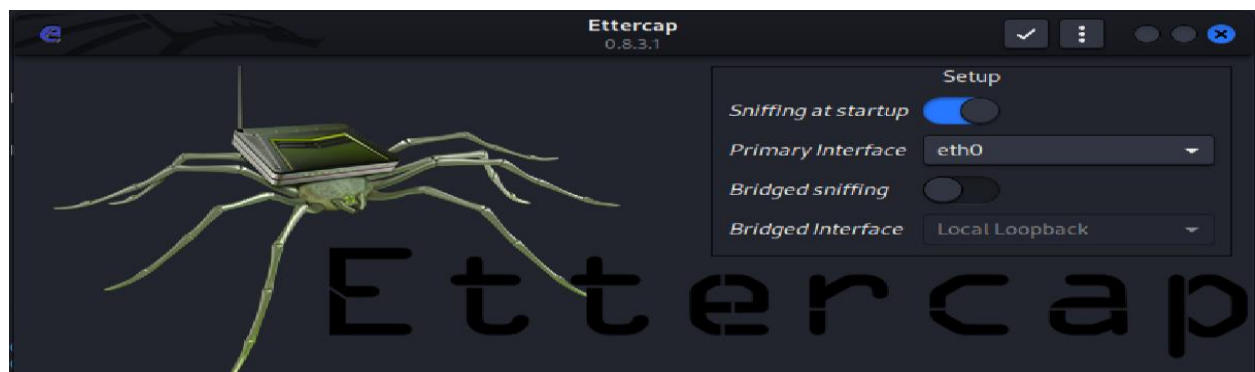 Ettercap
0.8.3.1
Setup
Sniffing at startup
Primary Interface eth0
Bridged sniffing
Bridged Interface Local Loopback
Ettercap